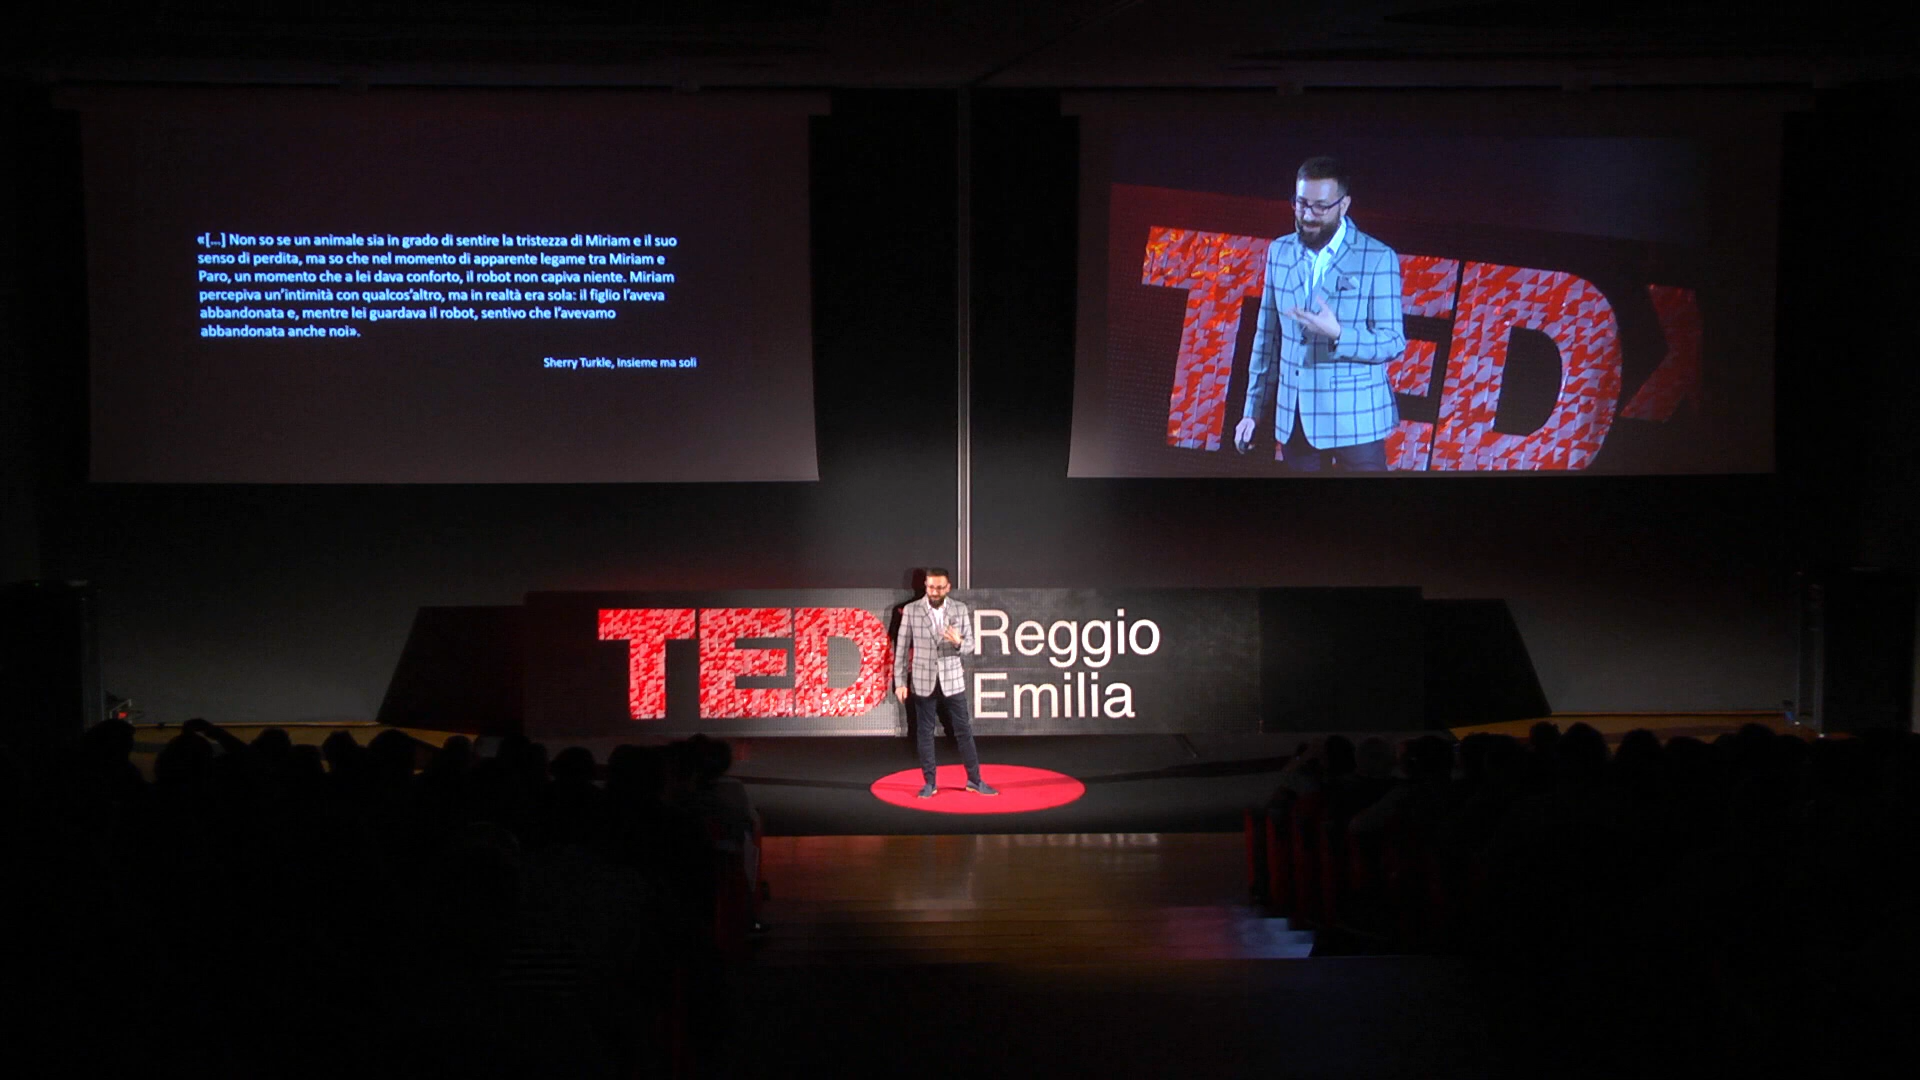 «[...] Non so se un animale sia in grado di sentire la tristezza di Miriam e il suo
senso di perdita, ma so che nel momento di apparente legame tra Miriam e
Paro, un momento che a lei dava conforto, il robot non capiva niente. Miriam
percepiva un'intimità con qualcos'altro, ma in realtà era sola: il figlio l'aveva
abbandonata e, mentre lei guardava il robot, sentivo che l'avevamo
abbandonata anche noi».
Sherry Turkle, Insieme ma soli
TEDx
TED
Reggio
Emilia